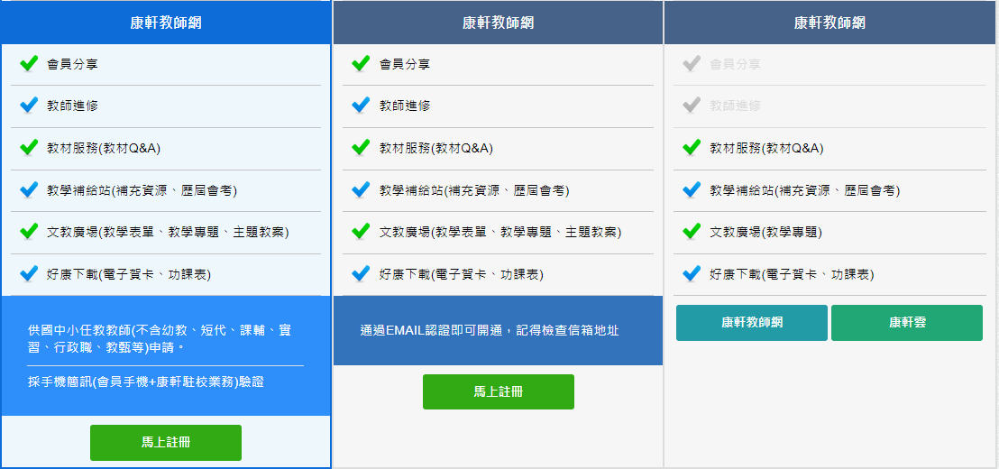 康軒教師網
會員分享
教師進修
教材服務(教材Q&A)
教學補給站(補充資源、歷屆會考)
文教廣場(教學表單、教學專題、主題教案)
好康下載(電子賀卡、功課表)
供國中小任教教師(不含幼教、短代、課輔、實
習、行政職、教甄等)申請。
採手機簡訊(會員手機+康軒駐校業務)驗證
馬上註冊
康軒教師網
會員分享
教師進修
教材服務(教材Q&A)
教學補給站(補充資源、歷屆會考)
文教廣場(教學表單、教學專題、主題教案)
好康下載(電子賀卡、功課表)
通過EMAIL認證即可開通，記得檢查信箱地址
馬上註冊
康軒教師網
會員分享
教師進修
教材服務(教材Q&A)
教學補給站(補充資源、歷屆會考)
文教廣場(教學專題)
好康下載(電子賀卡、功課表)
康軒教師網
康軒雲